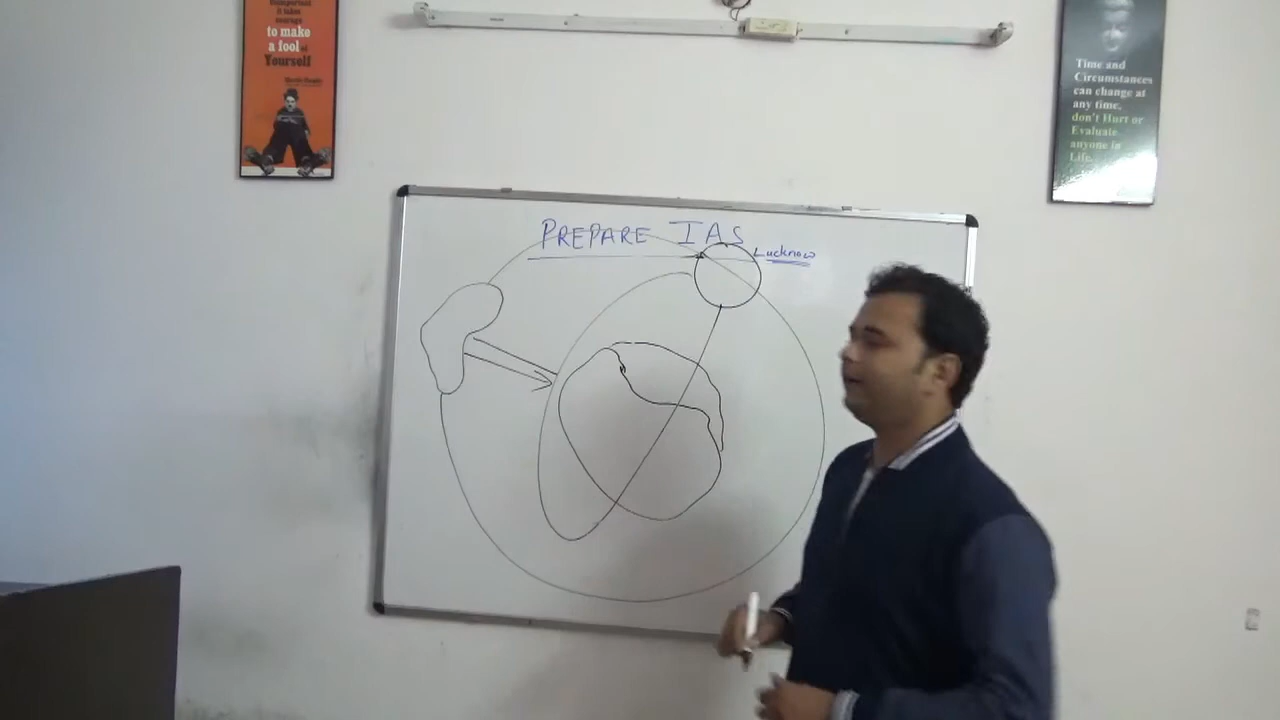 to make
a fool of
Yourself
Time and
Circumstances
can change at
any time,
don't Hurt or
Evaluate
anyone in
Life.
PREPARE IAS
Lucknow